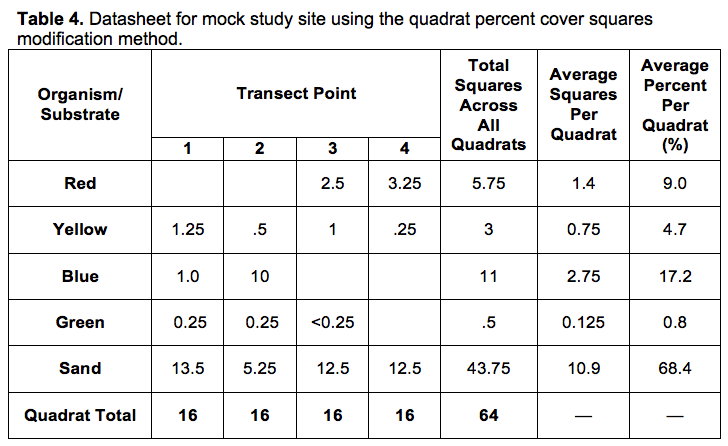 Table 4. Datasheet for mock study site using the quadrat percent cover squares
modification method.
Organism/
Substrate
Transect Point
Total
Squares
Across
All
Quadrats
Average
Squares
Per
Quadrat
Average
Percent
Per
Quadrat
(%)
1 2 3 4
Red 2.5 3.25 5.75 1.4 9.0
Yellow 1.25 .5 1 .25 3 0.75 4.7
Blue 1.0 10 11 2.75 17.2
Green 0.25 0.25 <0.25 .5 0.125 0.8
Sand 13.5 5.25 12.5 12.5 43.75 10.9 68.4
Quadrat Total 16 16 16 16 64 — —